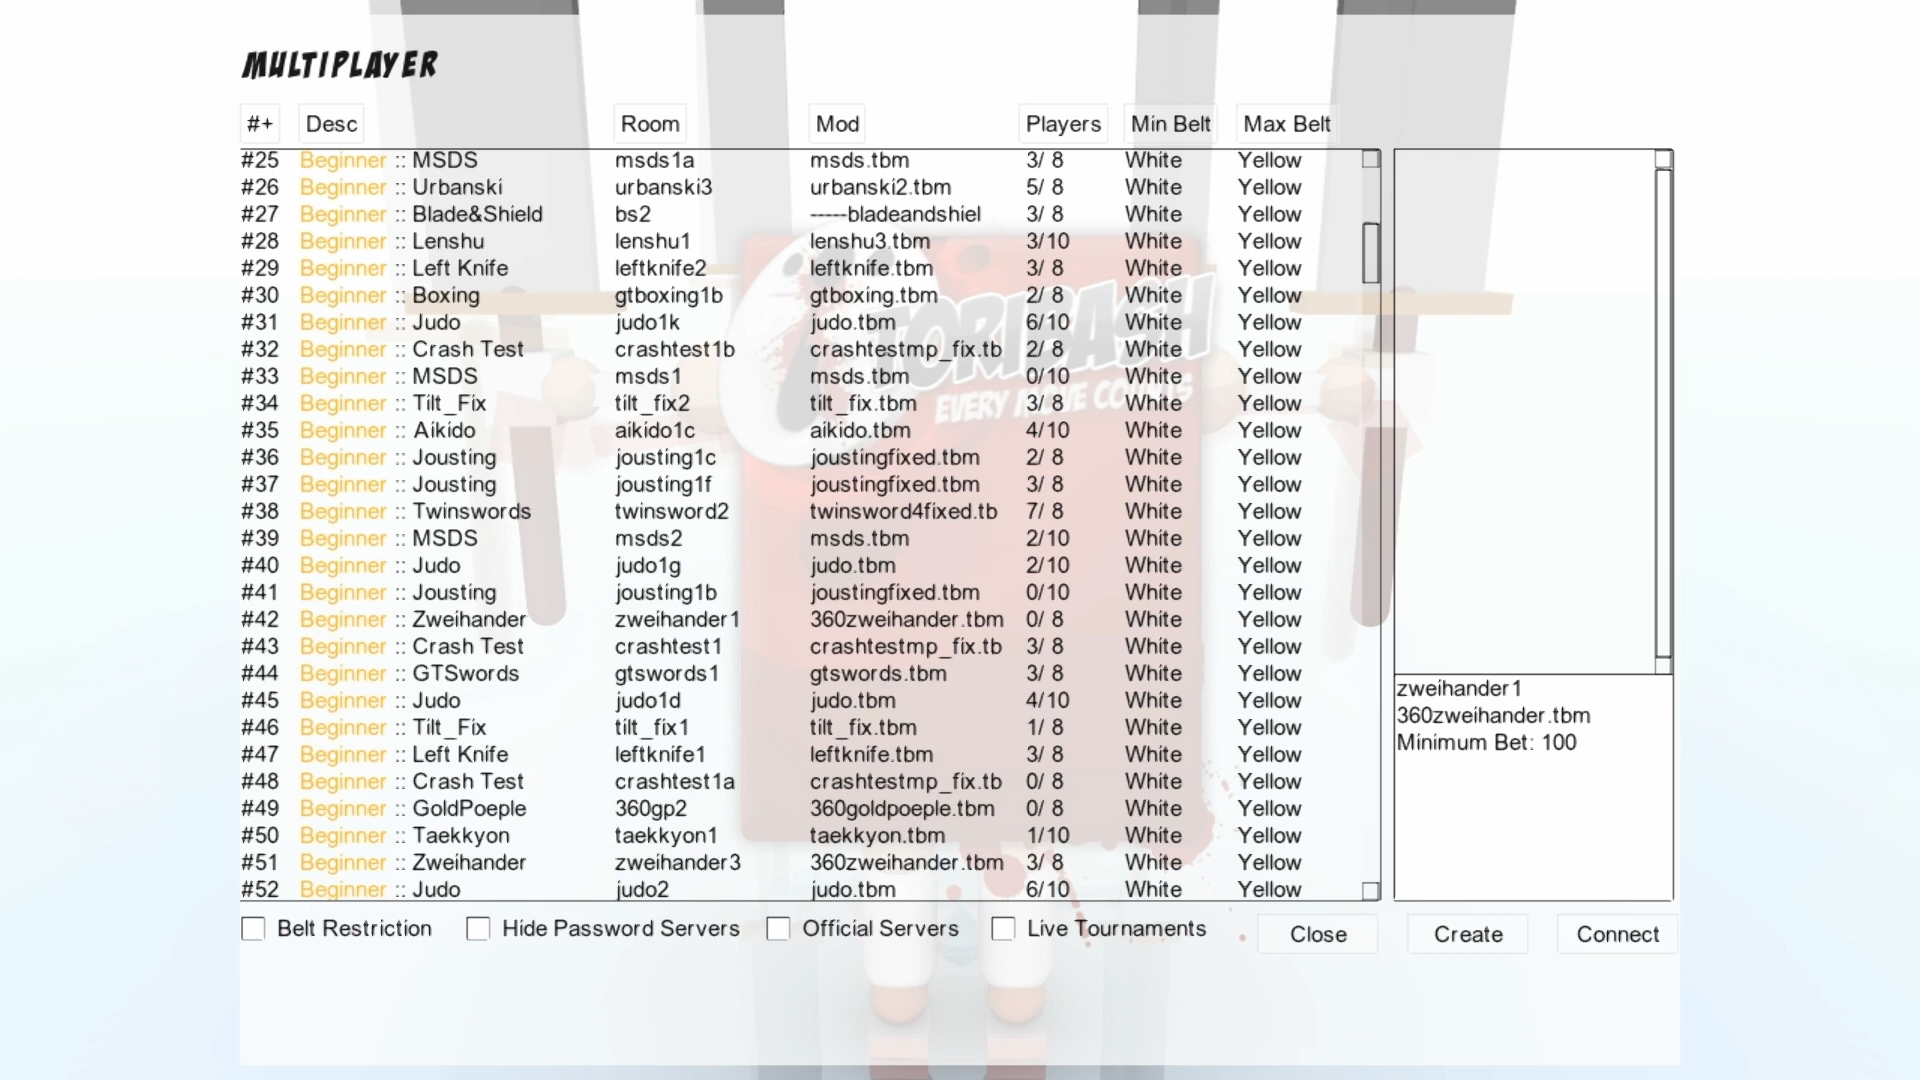 MULTIPLAYER
#+ Desc Room Mod Players Min Belt Max Belt
#25 Beginner :: MSDS msds1a msds.tbm 3/ 8 White Yellow
#26 Beginner :: Urbanski urbanski3 urbanski2.tbm 5/ 8 White Yellow
#27 Beginner :: Blade&Shield bs2 -----bladeandshiel 3/ 8 White Yellow
#28 Beginner :: Lenshu lenshu1 lenshu3.tbm 3/10 White Yellow
#29 Beginner :: Left Knife leftknife2 leftknife.tbm 3/ 8 White Yellow
#30 Beginner :: Boxing gtboxing1b gtboxing.tbm 2/ 8 White Yellow
#31 Beginner :: Judo judo1k judo.tbm 6/10 White Yellow
#32 Beginner :: Crash Test crashtest1b crashtestmp_fix.tb 2/ 8 White Yellow
#33 Beginner :: MSDS msds1 msds.tbm 0/10 White Yellow
#34 Beginner :: Tilt_Fix tilt_fix2 tilt_fix.tbm 3/ 8 White Yellow
#35 Beginner :: Aikido aikido1c aikido.tbm 4/10 White Yellow
#36 Beginner :: Jousting jousting1c joustingfixed.tbm 2/ 8 White Yellow
#37 Beginner :: Jousting jousting1f joustingfixed.tbm 3/ 8 White Yellow
#38 Beginner :: Twinswords twinsword2 twinsword4fixed.tb 7/ 8 White Yellow
#39 Beginner :: MSDS msds2 msds.tbm 2/10 White Yellow
#40 Beginner :: Judo judo1g judo.tbm 2/10 White Yellow
#41 Beginner :: Jousting jousting1b joustingfixed.tbm 0/10 White Yellow
#42 Beginner :: Zweihander zweihander1 360zweihander.tbm 0/ 8 White Yellow
#43 Beginner :: Crash Test crashtest1 crashtestmp_fix.tb 3/ 8 White Yellow
#44 Beginner :: GTSwords gtswords1 gtswords.tbm 3/ 8 White Yellow
#45 Beginner :: Judo judo1d judo.tbm 4/10 White Yellow
#46 Beginner :: Tilt_Fix tilt_fix1 tilt_fix.tbm 1/ 8 White Yellow
#47 Beginner :: Left Knife leftknife1 leftknife.tbm 3/ 8 White Yellow
#48 Beginner :: Crash Test crashtest1a crashtestmp_fix.tb 0/ 8 White Yellow
#49 Beginner :: GoldPoeple 360gp2 360goldpoeple.tbm 0/ 8 White Yellow
#50 Beginner :: Taekkyon taekkyon1 taekkyon.tbm 1/10 White Yellow
#51 Beginner :: Zweihander zweihander3 360zweihander.tbm 3/ 8 White Yellow
#52 Beginner :: Judo judo2 judo.tbm 6/10 White Yellow
TORIBASH
EVERY MOVE COUNTS
zweihander1
360zweihander.tbm
Minimum Bet: 100
Belt Restriction Hide Password Servers Official Servers Live Tournaments Close Create Connect